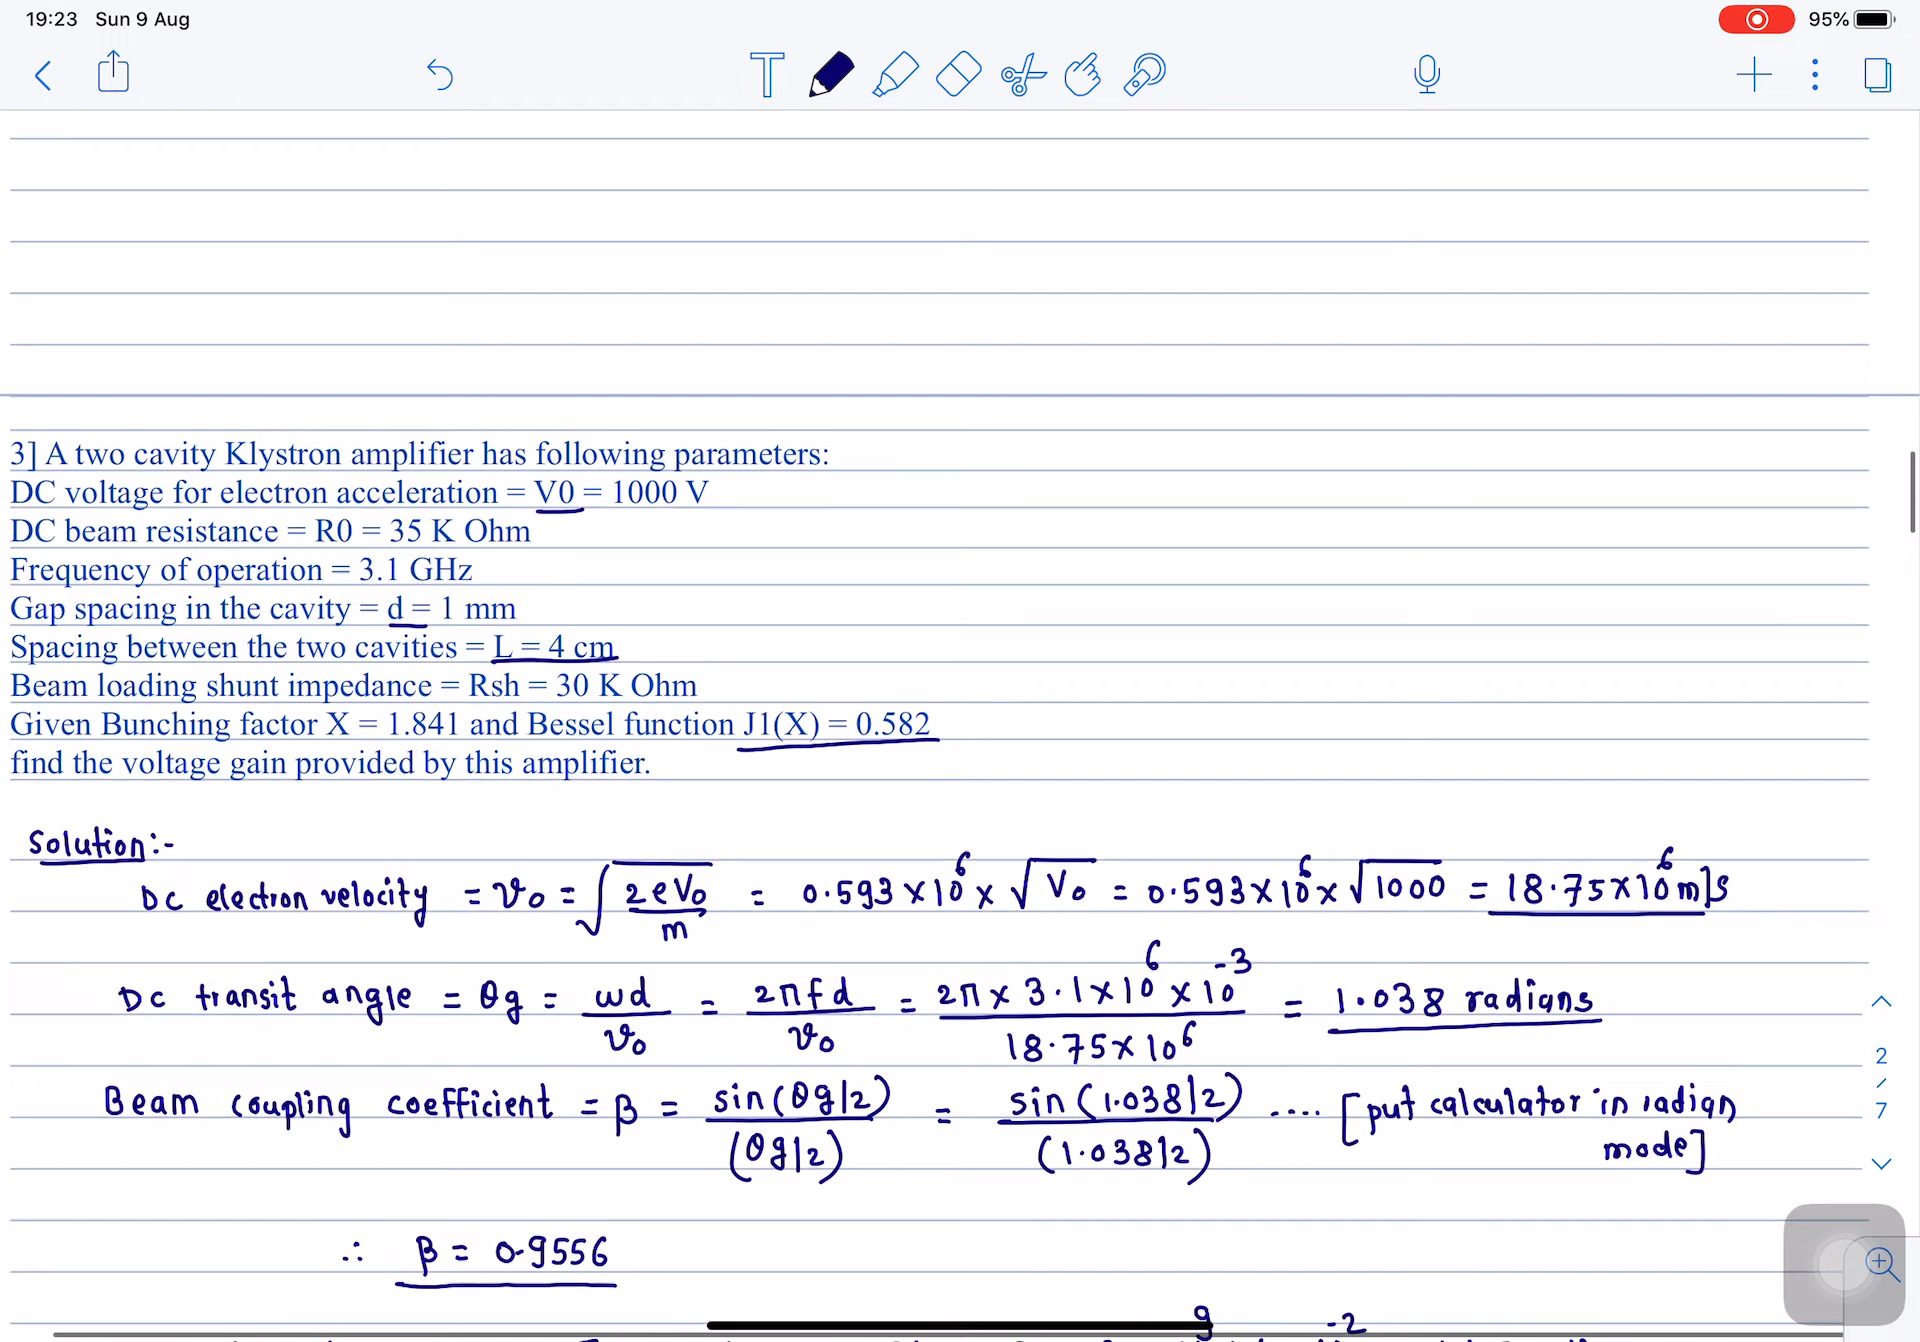 19:23 Sun 9 Aug 95%
3] A two cavity Klystron amplifier has following parameters:
DC voltage for electron acceleration = V0 = 1000 V
DC beam resistance = R0 = 35 K Ohm
Frequency of operation = 3.1 GHz
Gap spacing in the cavity = d = 1 mm
Spacing between the two cavities = L = 4 cm
Beam loading shunt impedance = Rsh = 30 K Ohm
Given Bunching factor X = 1.841 and Bessel function J1(X) = 0.582
find the voltage gain provided by this amplifier.
Solution:-
DC electron velocity = v₀ = √(2eV₀/m) = 0.593 × 10⁶ × √V₀ = 0.593 × 10⁶ × √1000 = 18.75 × 10⁶ m/s
DC transit angle = θg = ωd/v₀ = 2πfd/v₀ = 2π × 3.1 × 10⁶ × 10⁻³ / 18.75 × 10⁶ = 1.038 radians
Beam coupling coefficient = β = sin(θg/2)/(θg/2) = sin(1.038/2)/(1.038/2) .... [put calculator in radian mode]
∴ β = 0.9556
9 -2
2/7